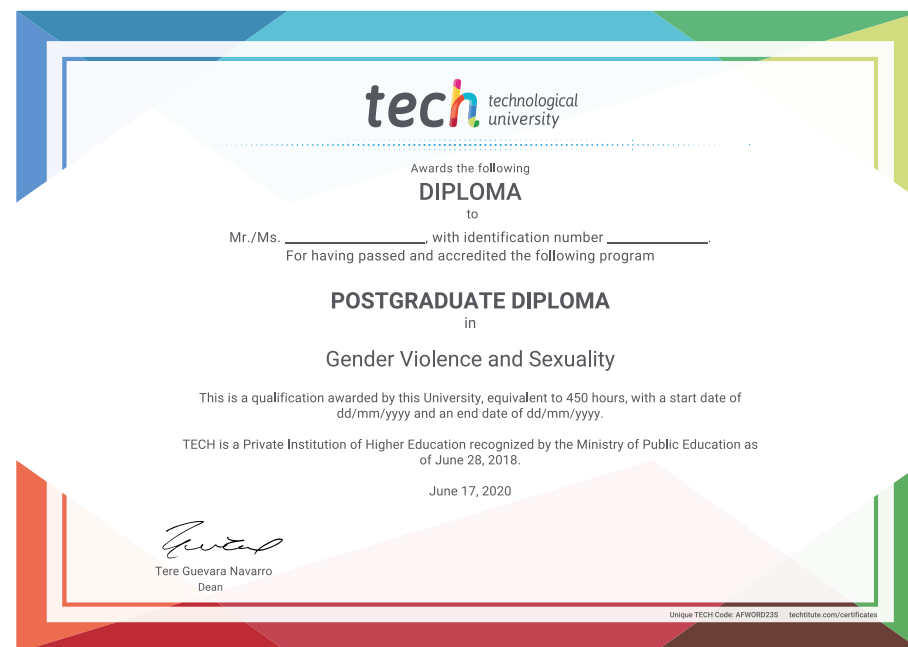 tech technological
university
Awards the following
DIPLOMA
to
Mr./Ms. ____________________, with identification number ______________.
For having passed and accredited the following program
POSTGRADUATE DIPLOMA
in
Gender Violence and Sexuality
This is a qualification awarded by this University, equivalent to 450 hours, with a start date of
dd/mm/yyyy and an end date of dd/mm/yyyy.
TECH is a Private Institution of Higher Education recognized by the Ministry of Public Education as
of June 28, 2018.
June 17, 2020
Tere Guevara Navarro
Dean
Unique TECH Code: AFWORD23S techtitute.com/certificates